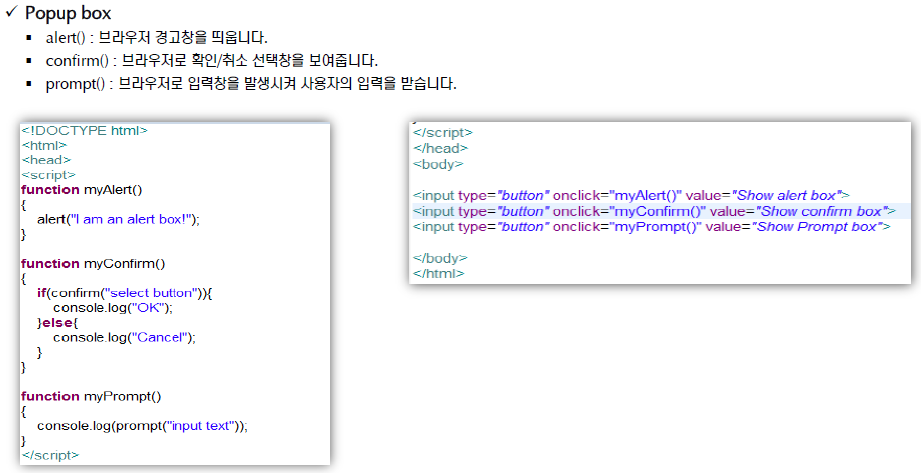 ✓ Popup box
▪ alert() : 브라우저 경고창을 띄웁니다.
▪ confirm() : 브라우저로 확인/취소 선택창을 보여줍니다.
▪ prompt() : 브라우저로 입력창을 발생시켜 사용자의 입력을 받습니다.
<!DOCTYPE html>
<html>
<head>
<script>
function myAlert()
{
    alert("I am an alert box!");
}

function myConfirm()
{
    if(confirm("select button")){
        console.log("OK");
    }else{
        console.log("Cancel");
    }
}

function myPrompt()
{
    console.log(prompt("input text"));
}
</script>
</script>
</head>
<body>

<input type="button" onclick="myAlert()" value="Show alert box">
<input type="button" onclick="myConfirm()" value="Show confirm box">
<input type="button" onclick="myPrompt()" value="Show Prompt box">

</body>
</html>